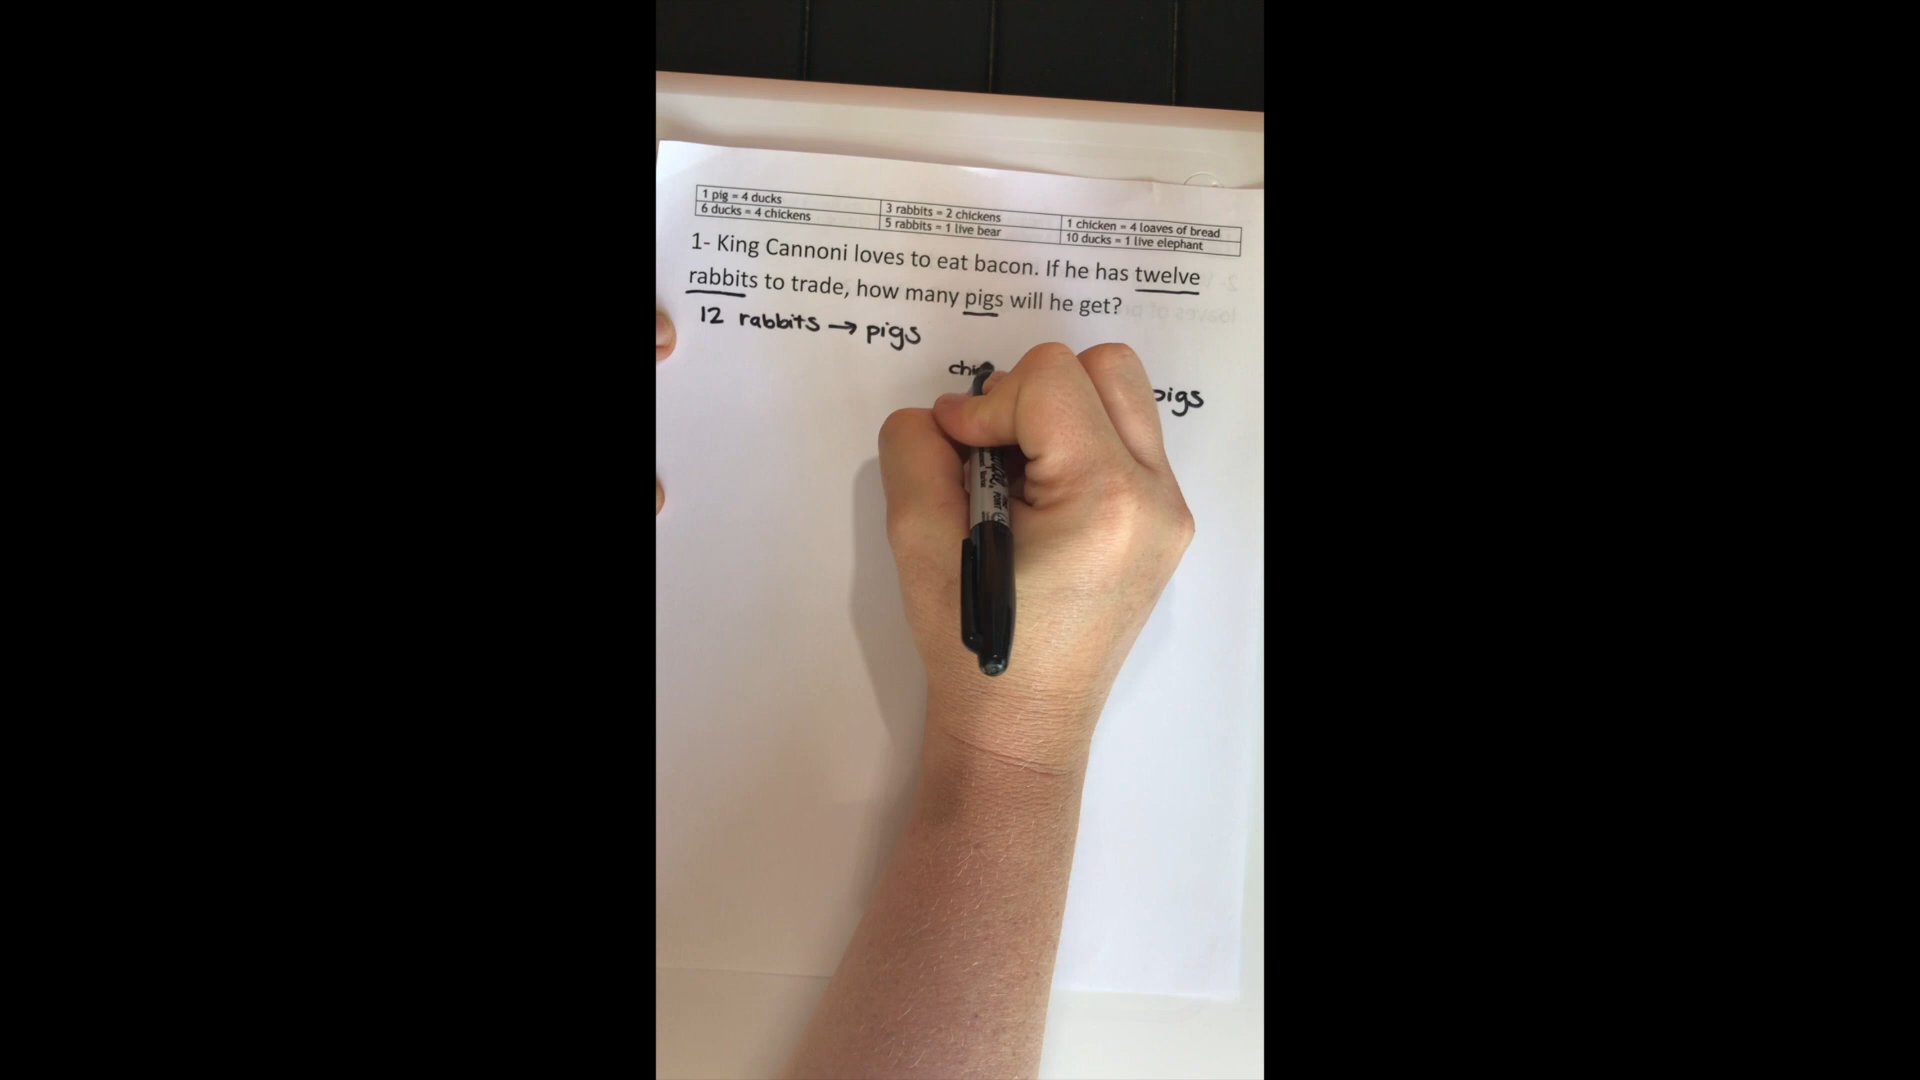 1 pig = 4 ducks
3 rabbits = 2 chickens
1 chicken = 4 loaves of bread
6 ducks = 4 chickens
5 rabbits = 1 live bear
10 ducks = 1 live elephant
1- King Cannoni loves to eat bacon. If he has twelve
rabbits to trade, how many pigs will he get?
12 rabbits → pigs
chi
pigs